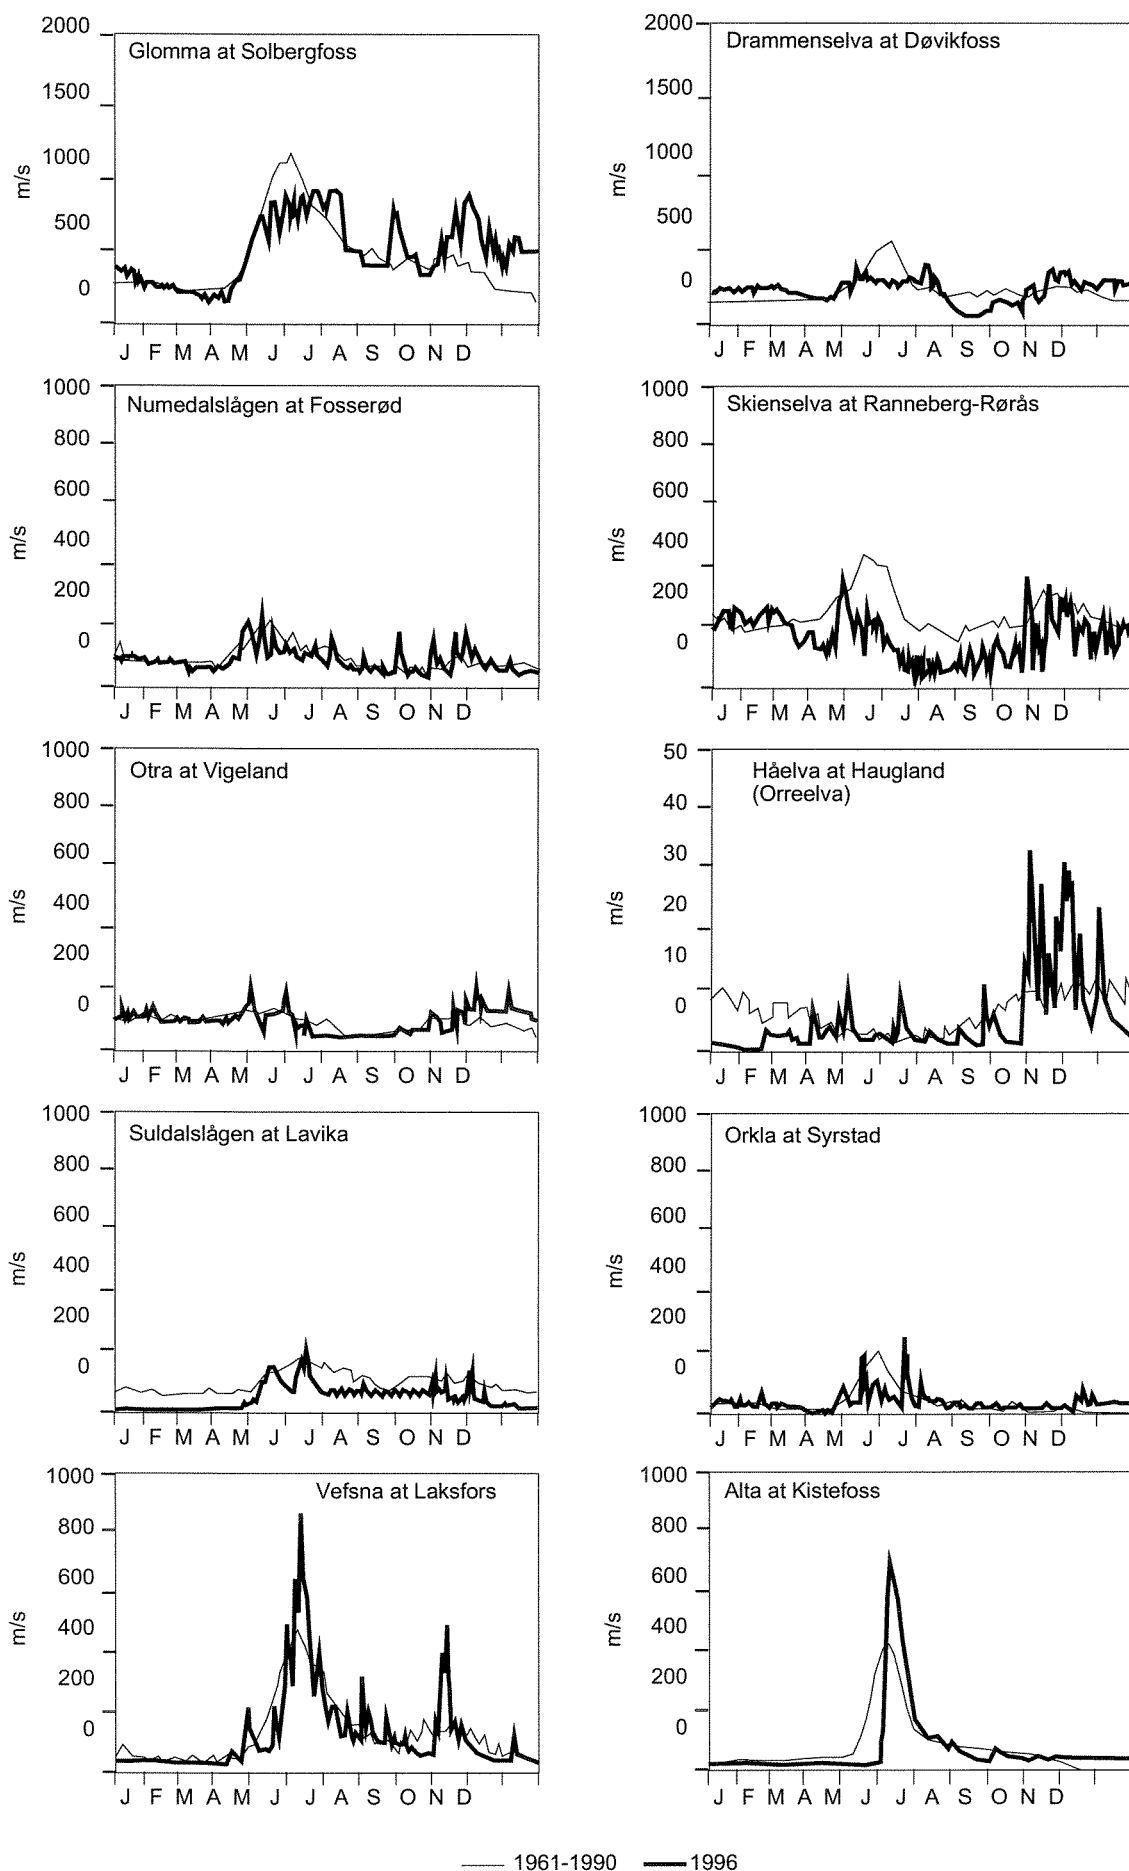 Glomma at Solbergfoss
2000
1500
1000
500
0
m/s
J F M A M J J A S O N D
Drammenselva at Døvikfoss
2000
1500
1000
500
0
m/s
J F M A M J J A S O N D
Numedalslågen at Fosserød
1000
800
600
400
200
0
m/s
J F M A M J J A S O N D
Skienselva at Ranneberg-Rørås
1000
800
600
400
200
0
m/s
J F M A M J J A S O N D
Otra at Vigeland
1000
800
600
400
200
0
m/s
J F M A M J J A S O N D
Håelva at Haugland
(Orreelva)
50
40
30
20
10
0
m/s
J F M A M J J A S O N D
Suldalslågen at Lavika
1000
800
600
400
200
0
m/s
J F M A M J J A S O N D
Orkla at Syrstad
1000
800
600
400
200
0
m/s
J F M A M J J A S O N D
Vefsna at Laksfors
1000
800
600
400
200
0
m/s
J F M A M J J A S O N D
Alta at Kistefoss
1000
800
600
400
200
0
m/s
J F M A M J J A S O N D
1961-1990 1996